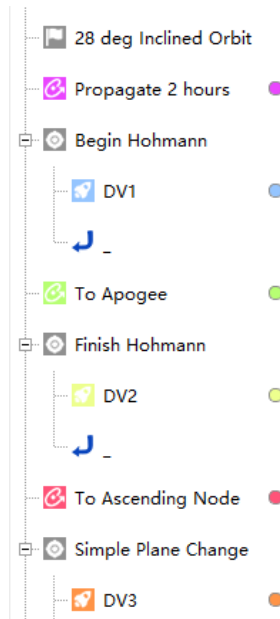 28 deg Inclined Orbit
Propagate 2 hours
Begin Hohmann
DV1
_
To Apogee
Finish Hohmann
DV2
_
To Ascending Node
Simple Plane Change
DV3